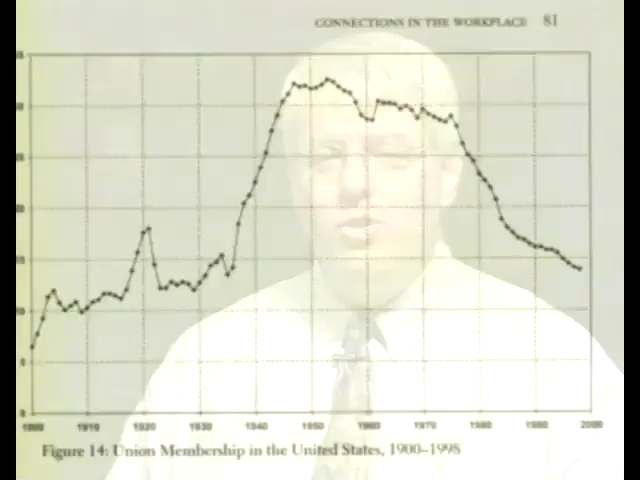 CONNECTIONS IN THE WORKPLACE 81
5
0
1900 1910 1920 1930 1940 1950 1960 1970 1980 1990 2000
Figure 14: Union Membership in the United States, 1900–1998